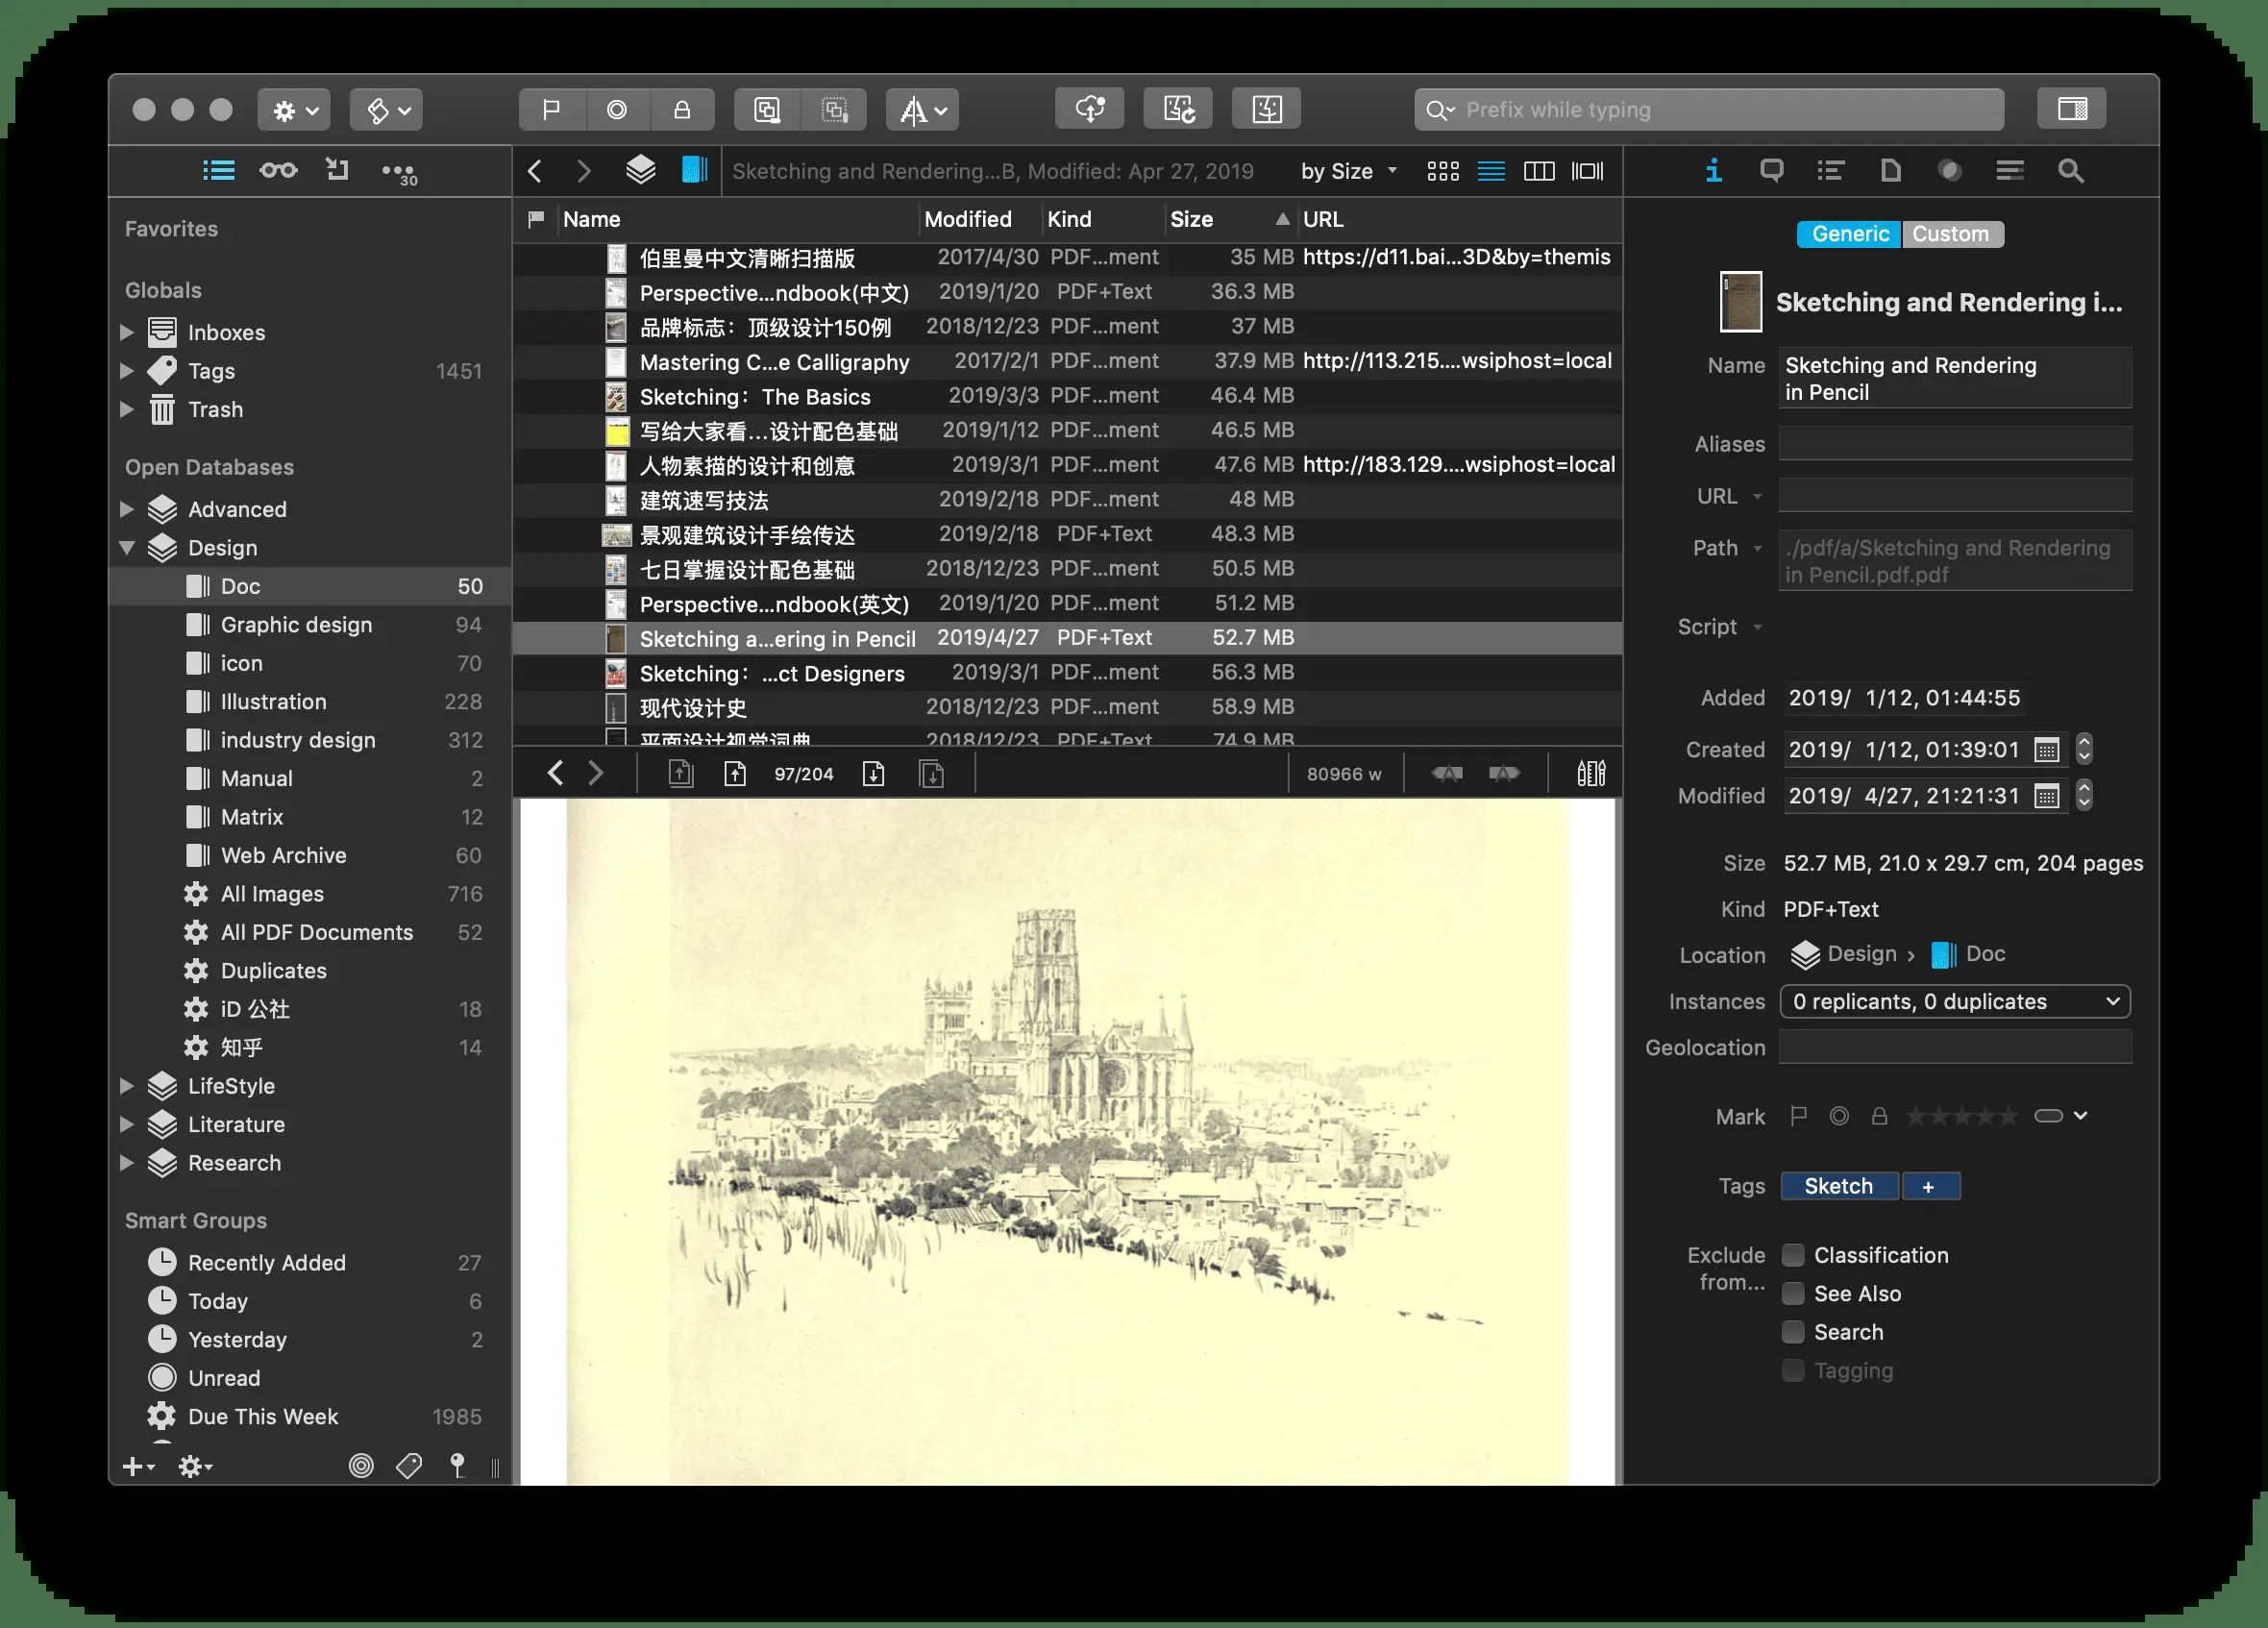 Prefix while typing
30
Sketching and Rendering...B, Modified: Apr 27, 2019
by Size
Favorites
Globals
Inboxes
Tags 1451
Trash
Open Databases
Advanced
Design
Doc 50
Graphic design 94
icon 70
Illustration 228
industry design 312
Manual 2
Matrix 12
Web Archive 60
All Images 716
All PDF Documents 52
Duplicates
iD 公社 18
知乎 14
LifeStyle
Literature
Research
Smart Groups
Recently Added 27
Today 6
Yesterday 2
Unread
Due This Week 1985
Name Modified Kind Size URL
伯里曼中文清晰扫描版 2017/4/30 PDF...ment 35 MB https://d11.bai...3D&by=themis
Perspective...ndbook(中文) 2019/1/20 PDF+Text 36.3 MB
品牌标志：顶级设计150例 2018/12/23 PDF...ment 37 MB
Mastering C...e Calligraphy 2017/2/1 PDF...ment 37.9 MB http://113.215....wsiphost=local
Sketching：The Basics 2019/3/3 PDF...ment 46.4 MB
写给大家看...设计配色基础 2019/1/12 PDF...ment 46.5 MB
人物素描的设计和创意 2019/3/1 PDF...ment 47.6 MB http://183.129....wsiphost=local
建筑速写技法 2019/2/18 PDF...ment 48 MB
景观建筑设计手绘传达 2019/2/18 PDF+Text 48.3 MB
七日掌握设计配色基础 2018/12/23 PDF...ment 50.5 MB
Perspective...ndbook(英文) 2019/1/20 PDF...ment 51.2 MB
Sketching a...ering in Pencil 2019/4/27 PDF+Text 52.7 MB
Sketching：...ct Designers 2019/3/1 PDF...ment 56.3 MB
现代设计史 2018/12/23 PDF...ment 58.9 MB
平面设计视觉词典 2018/12/23 PDF+Text 74.9 MB
97/204
80966 w
Generic Custom
Sketching and Rendering i...
Name Sketching and Rendering
in Pencil
Aliases
URL
Path ./pdf/a/Sketching and Rendering
in Pencil.pdf.pdf
Script
Added 2019/ 1/12, 01:44:55
Created 2019/ 1/12, 01:39:01
Modified 2019/ 4/27, 21:21:31
Size 52.7 MB, 21.0 x 29.7 cm, 204 pages
Kind PDF+Text
Location Design › Doc
Instances 0 replicants, 0 duplicates
Geolocation
Mark
Tags Sketch +
Exclude Classification
from...
See Also
Search
Tagging